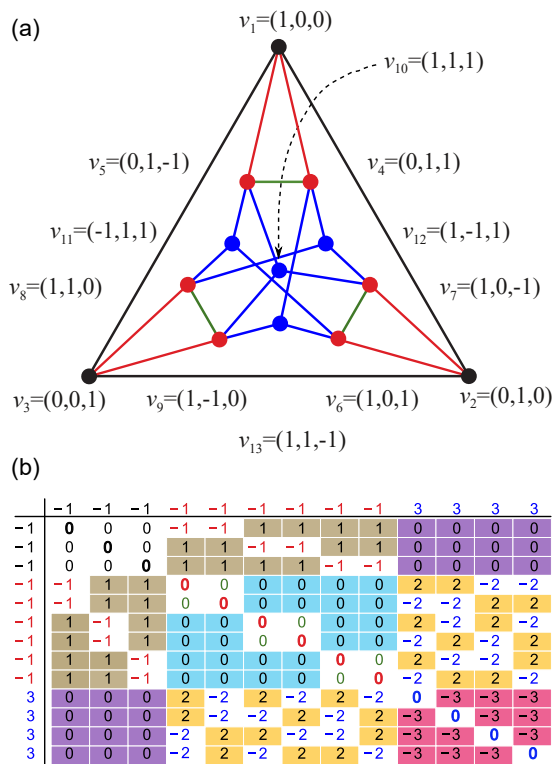 (a)
v1=(1,0,0)
v10=(1,1,1)
v5=(0,1,-1)
v4=(0,1,1)
v11=(-1,1,1)
v12=(1,-1,1)
v8=(1,1,0)
v7=(1,0,-1)
v3=(0,0,1)
v9=(1,-1,0)
v6=(1,0,1)
v2=(0,1,0)
v13=(1,1,-1)
(b)
−1 −1 −1 −1 −1 −1 −1 −1 −1 3 3 3 3
−1 0 0 0 −1 −1 1 1 1 1 0 0 0 0
−1 0 0 0 1 1 −1 −1 1 1 0 0 0 0
−1 0 0 0 1 1 1 1 −1 −1 0 0 0 0
−1 −1 1 1 0 0 0 0 0 0 2 2 −2 −2
−1 −1 1 1 0 0 0 0 0 0 −2 −2 2 2
−1 1 −1 1 0 0 0 0 0 0 2 −2 2 −2
−1 1 −1 1 0 0 0 0 0 0 −2 2 −2 2
−1 1 1 −1 0 0 0 0 0 0 2 −2 −2 2
−1 1 1 −1 0 0 0 0 0 0 −2 2 2 −2
3 0 0 0 2 −2 2 −2 2 −2 0 −3 −3 −3
3 0 0 0 2 −2 −2 2 −2 2 −3 0 −3 −3
3 0 0 0 −2 2 2 −2 −2 2 −3 −3 0 −3
3 0 0 0 −2 2 −2 2 2 −2 −3 −3 −3 0